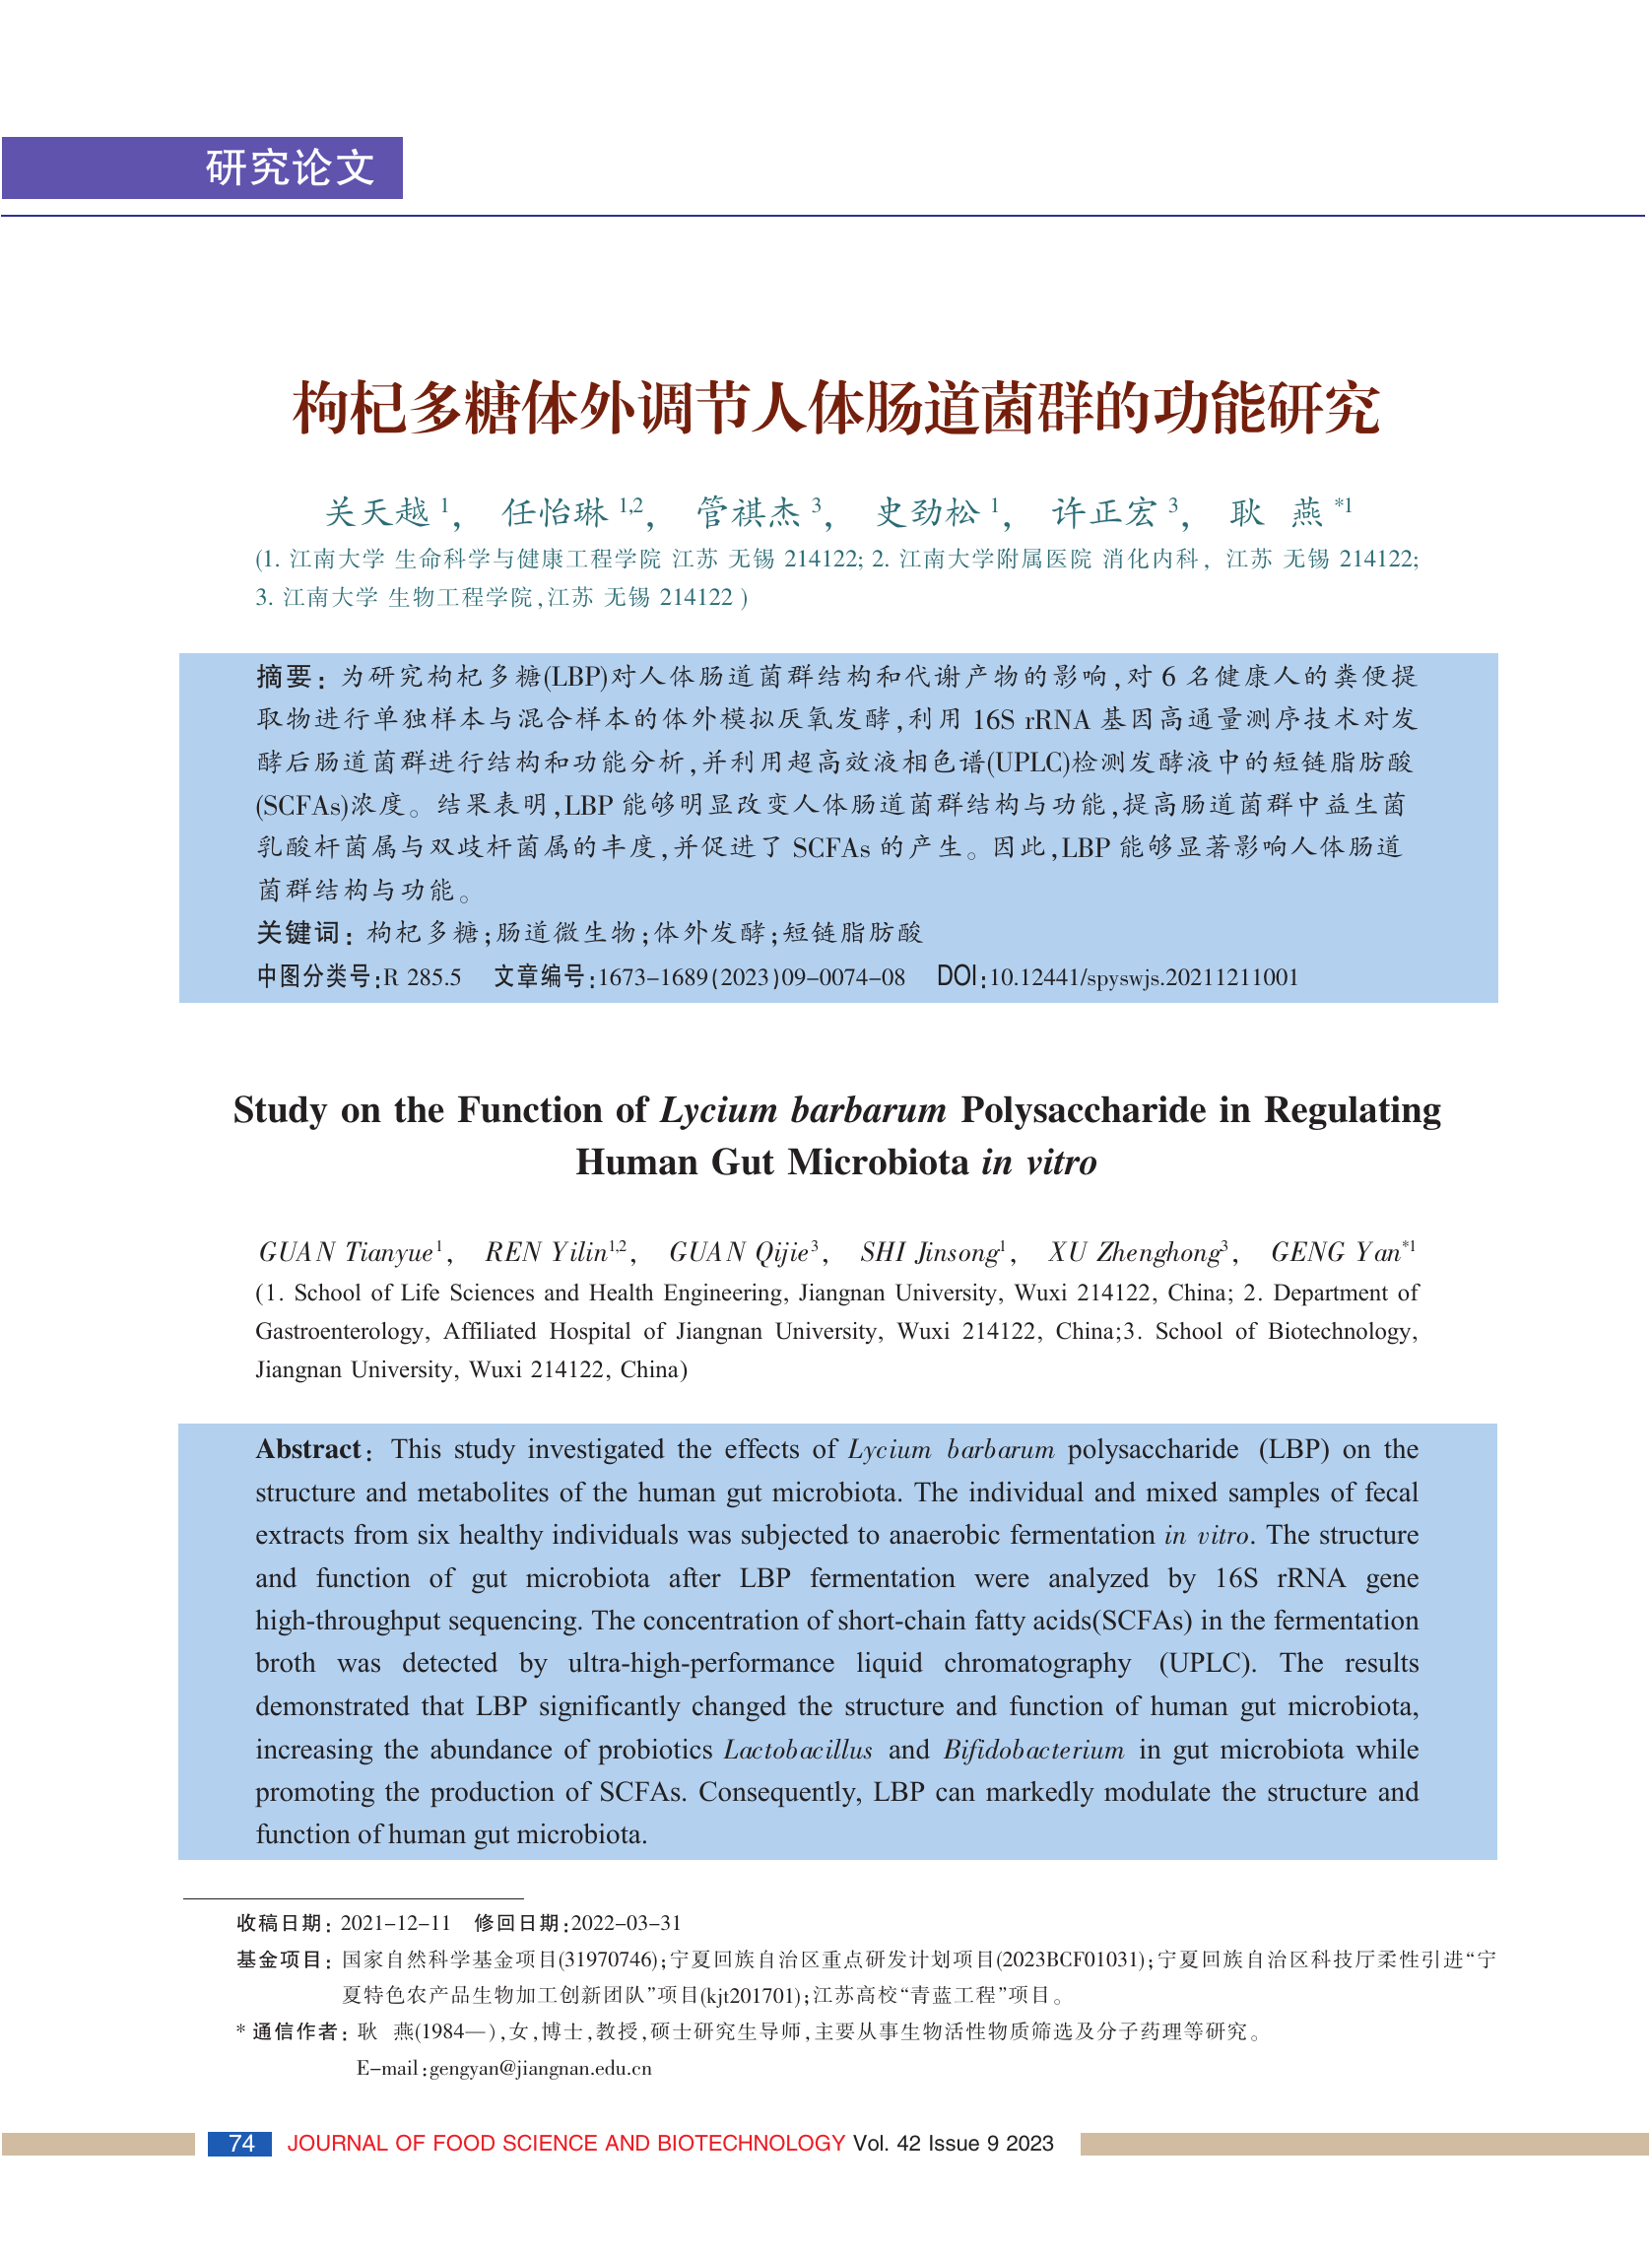 研究论文
枸杞多糖体外调节人体肠道菌群的功能研究
关天越 1， 任怡琳 1,2， 管祺杰 3， 史劲松 1， 许正宏 3， 耿 燕 *1
(1. 江南大学 生命科学与健康工程学院 江苏 无锡 214122; 2. 江南大学附属医院 消化内科，江苏 无锡 214122;
3. 江南大学 生物工程学院,江苏 无锡 214122 )
摘要: 为研究枸杞多糖(LBP)对人体肠道菌群结构和代谢产物的影响,对 6 名健康人的粪便提
取物进行单独样本与混合样本的体外模拟厌氧发酵,利用 16S rRNA 基因高通量测序技术对发
酵后肠道菌群进行结构和功能分析,并利用超高效液相色谱(UPLC)检测发酵液中的短链脂肪酸
(SCFAs)浓度。结果表明,LBP 能够明显改变人体肠道菌群结构与功能,提高肠道菌群中益生菌
乳酸杆菌属与双歧杆菌属的丰度,并促进了 SCFAs 的产生。因此,LBP 能够显著影响人体肠道
菌群结构与功能。
关键词: 枸杞多糖;肠道微生物;体外发酵;短链脂肪酸
中图分类号:R 285.5 文章编号:1673-1689(2023)09-0074-08 DOI:10.12441/spyswjs.20211211001
Study on the Function of Lycium barbarum Polysaccharide in Regulating
Human Gut Microbiota in vitro
GUAN Tianyue1, REN Yilin1,2, GUAN Qijie3, SHI Jinsong1, XU Zhenghong3, GENG Yan*1
(1. School of Life Sciences and Health Engineering, Jiangnan University, Wuxi 214122, China; 2. Department of
Gastroenterology, Affiliated Hospital of Jiangnan University, Wuxi 214122, China;3. School of Biotechnology,
Jiangnan University, Wuxi 214122, China)
Abstract: This study investigated the effects of Lycium barbarum polysaccharide (LBP) on the
structure and metabolites of the human gut microbiota. The individual and mixed samples of fecal
extracts from six healthy individuals was subjected to anaerobic fermentation in vitro. The structure
and function of gut microbiota after LBP fermentation were analyzed by 16S rRNA gene
high-throughput sequencing. The concentration of short-chain fatty acids(SCFAs) in the fermentation
broth was detected by ultra-high-performance liquid chromatography (UPLC). The results
demonstrated that LBP significantly changed the structure and function of human gut microbiota,
increasing the abundance of probiotics Lactobacillus and Bifidobacterium in gut microbiota while
promoting the production of SCFAs. Consequently, LBP can markedly modulate the structure and
function of human gut microbiota.
收稿日期: 2021-12-11 修回日期:2022-03-31
基金项目: 国家自然科学基金项目(31970746);宁夏回族自治区重点研发计划项目(2023BCF01031);宁夏回族自治区科技厅柔性引进“宁
夏特色农产品生物加工创新团队”项目(kjt201701);江苏高校“青蓝工程”项目。
* 通信作者: 耿 燕(1984—),女,博士,教授,硕士研究生导师,主要从事生物活性物质筛选及分子药理等研究。
E-mail:gengyan@jiangnan.edu.cn
74 JOURNAL OF FOOD SCIENCE AND BIOTECHNOLOGY Vol. 42 Issue 9 2023